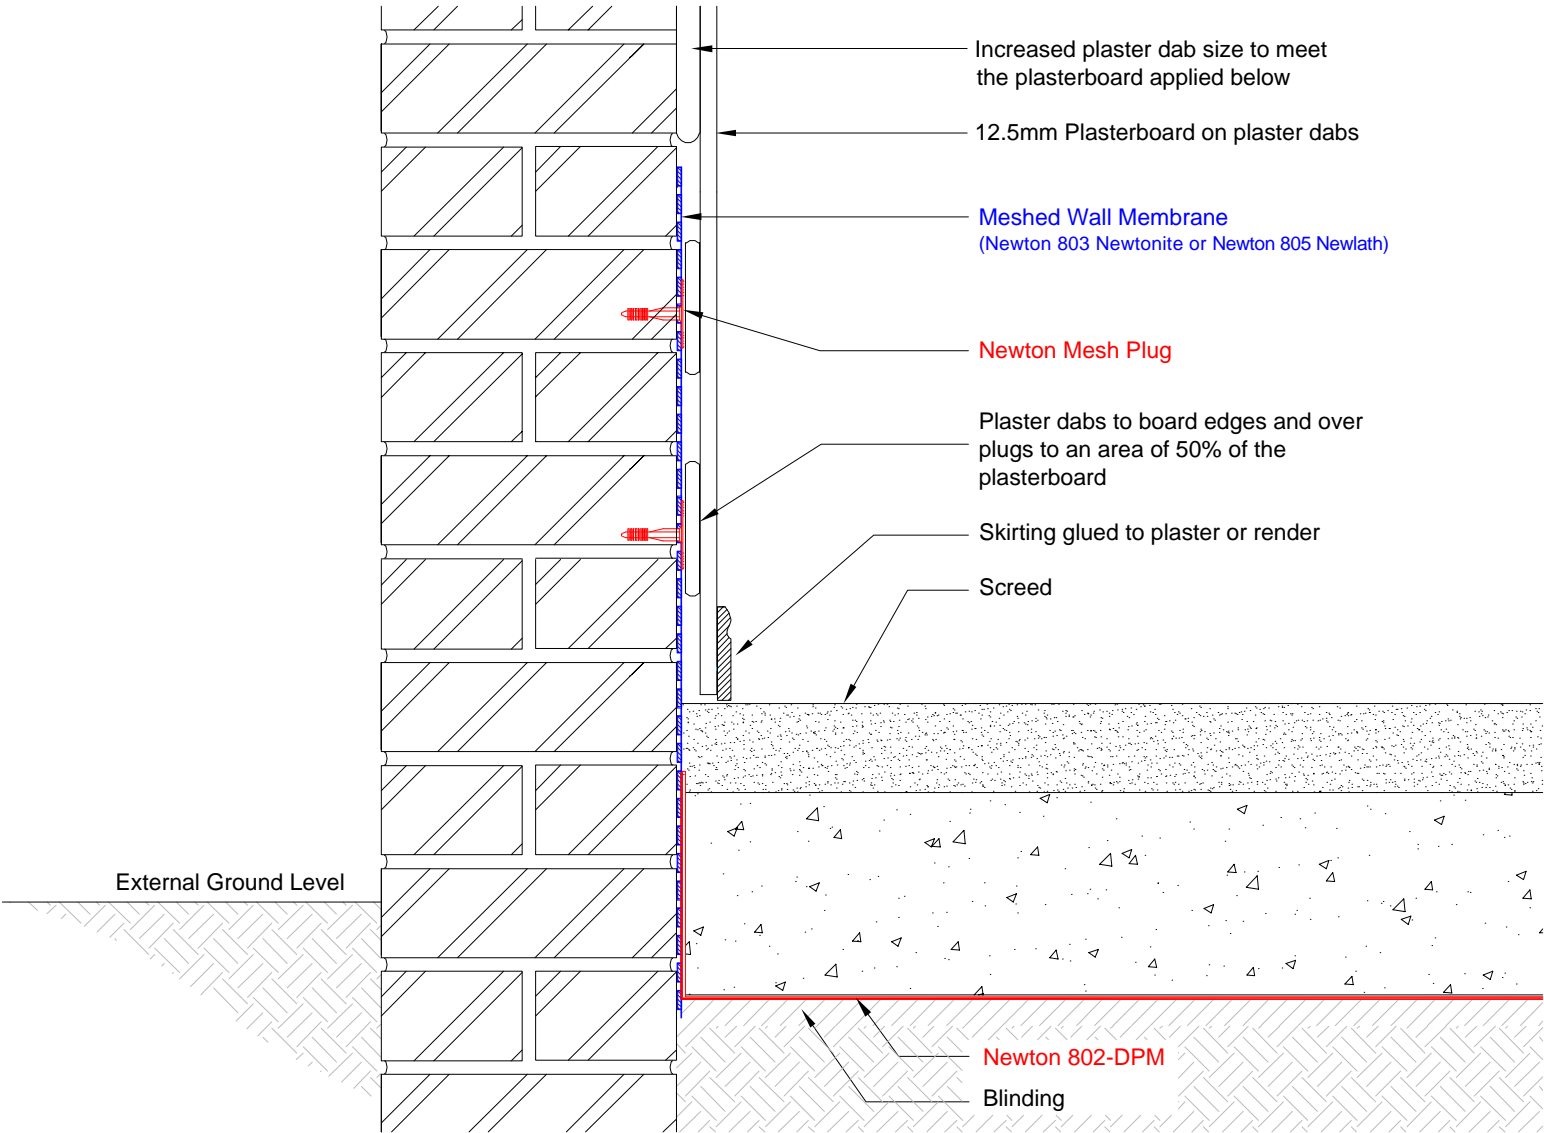 Increased plaster dab size to meet
the plasterboard applied below
12.5mm Plasterboard on plaster dabs
Meshed Wall Membrane
(Newton 803 Newtonite or Newton 805 Newlath)
Newton Mesh Plug
Plaster dabs to board edges and over
plugs to an area of 50% of the
plasterboard
Skirting glued to plaster or render
Screed
External Ground Level
Newton 802-DPM
Blinding